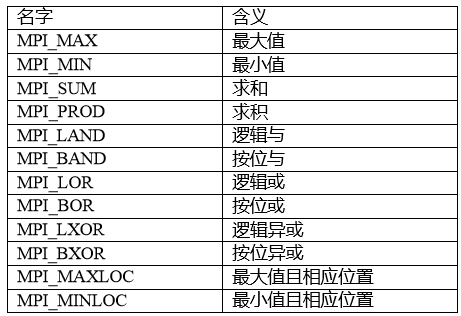 名字 含义
MPI_MAX 最大值
MPI_MIN 最小值
MPI_SUM 求和
MPI_PROD 求积
MPI_LAND 逻辑与
MPI_BAND 按位与
MPI_LOR 逻辑或
MPI_BOR 按位或
MPI_LXOR 逻辑异或
MPI_BXOR 按位异或
MPI_MAXLOC 最大值且相应位置
MPI_MINLOC 最小值且相应位置